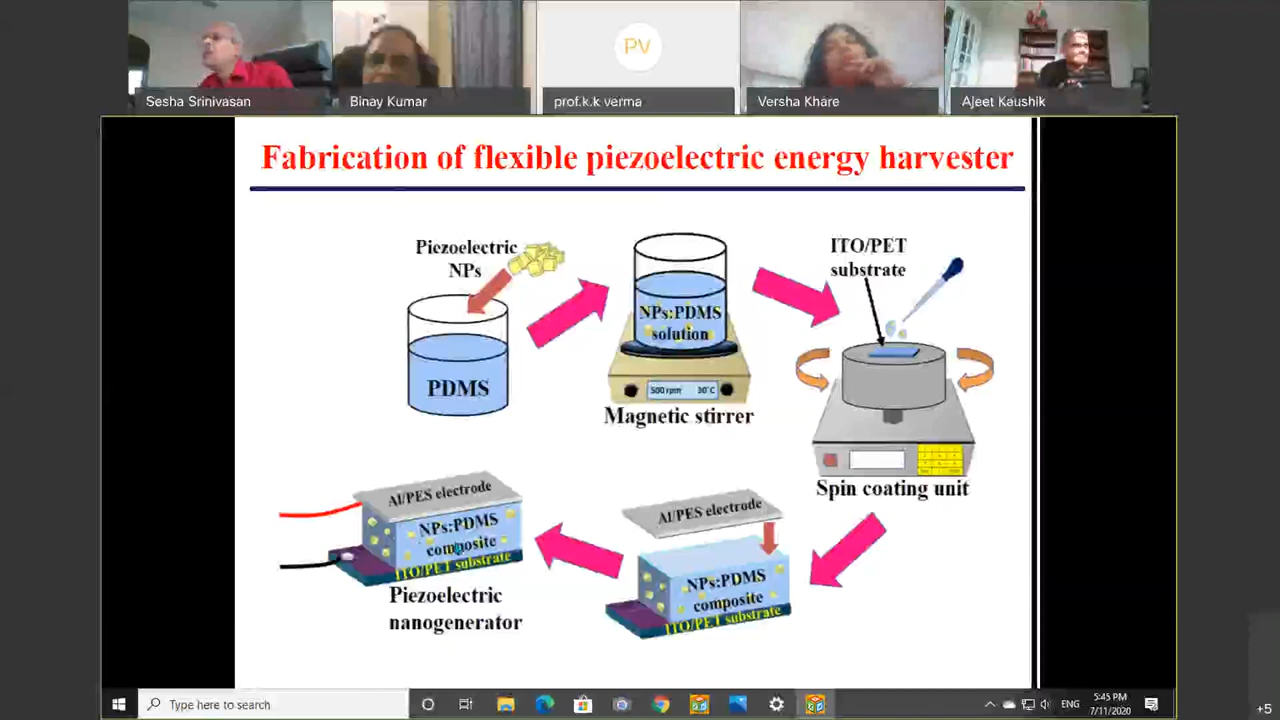 PV
Sesha Srinivasan
Binay Kumar
prof.k.k verma
Versha Khare
Ajeet Kaushik
Fabrication of flexible piezoelectric energy harvester
Piezoelectric
NPs
PDMS
NPs:PDMS
solution
500 rpm 30°C
Magnetic stirrer
ITO/PET
substrate
Spin coating unit
Al/PES electrode
NPs:PDMS
composite
ITO/PET substrate
Al/PES electrode
NPs:PDMS
composite
ITO/PET substrate
Piezoelectric
nanogenerator
Type here to search
ENG
5:45 PM
7/11/2020
+5